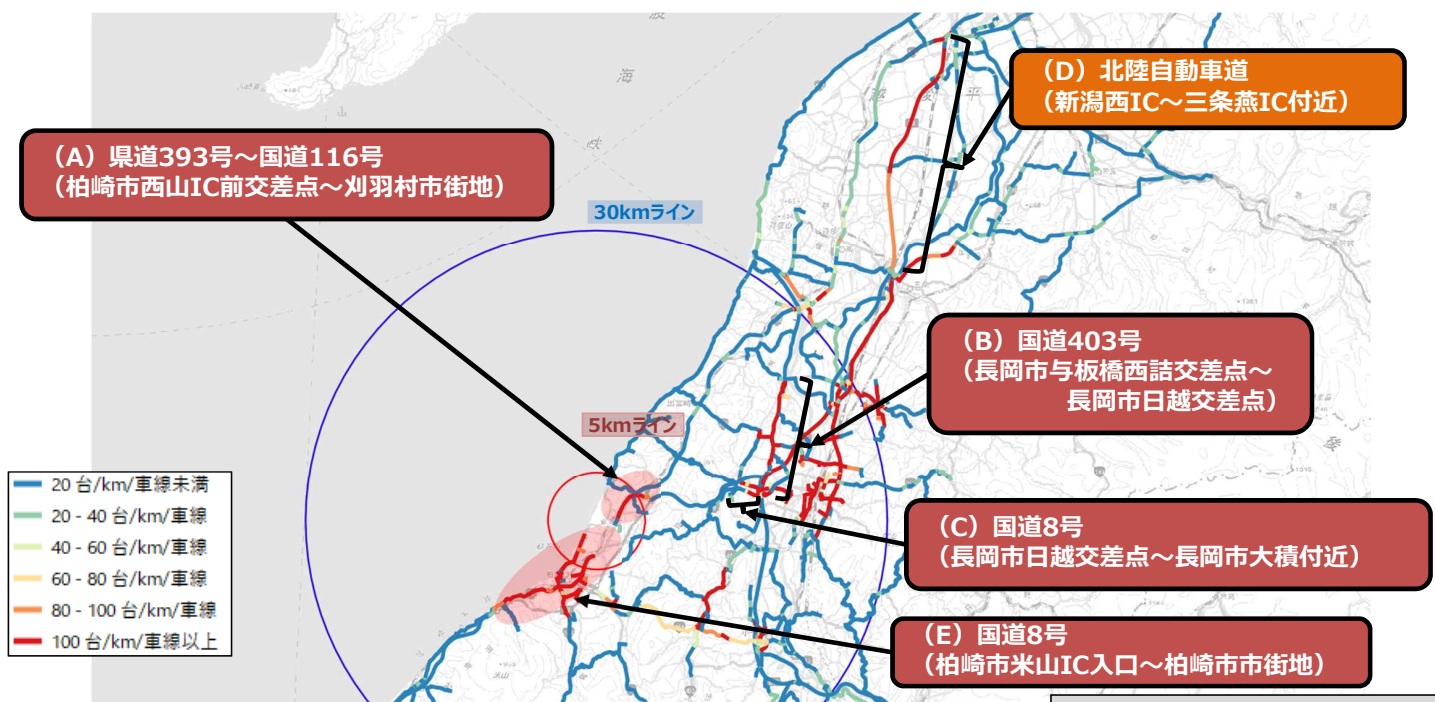 （D）北陸自動車道
（新潟西IC～三条燕IC付近）
（A）県道393号～国道116号
（柏崎市西山IC前交差点～刈羽村市街地）
30kmライン
（B）国道403号
（長岡市与板橋西詰交差点～
長岡市日越交差点）
5kmライン
20 台/km/車線未満
20 - 40 台/km/車線
40 - 60 台/km/車線
60 - 80 台/km/車線
80 - 100 台/km/車線
100 台/km/車線以上
（C）国道8号
（長岡市日越交差点～長岡市大積付近）
（E）国道8号
（柏崎市米山IC入口～柏崎市市街地）
海
峡
平